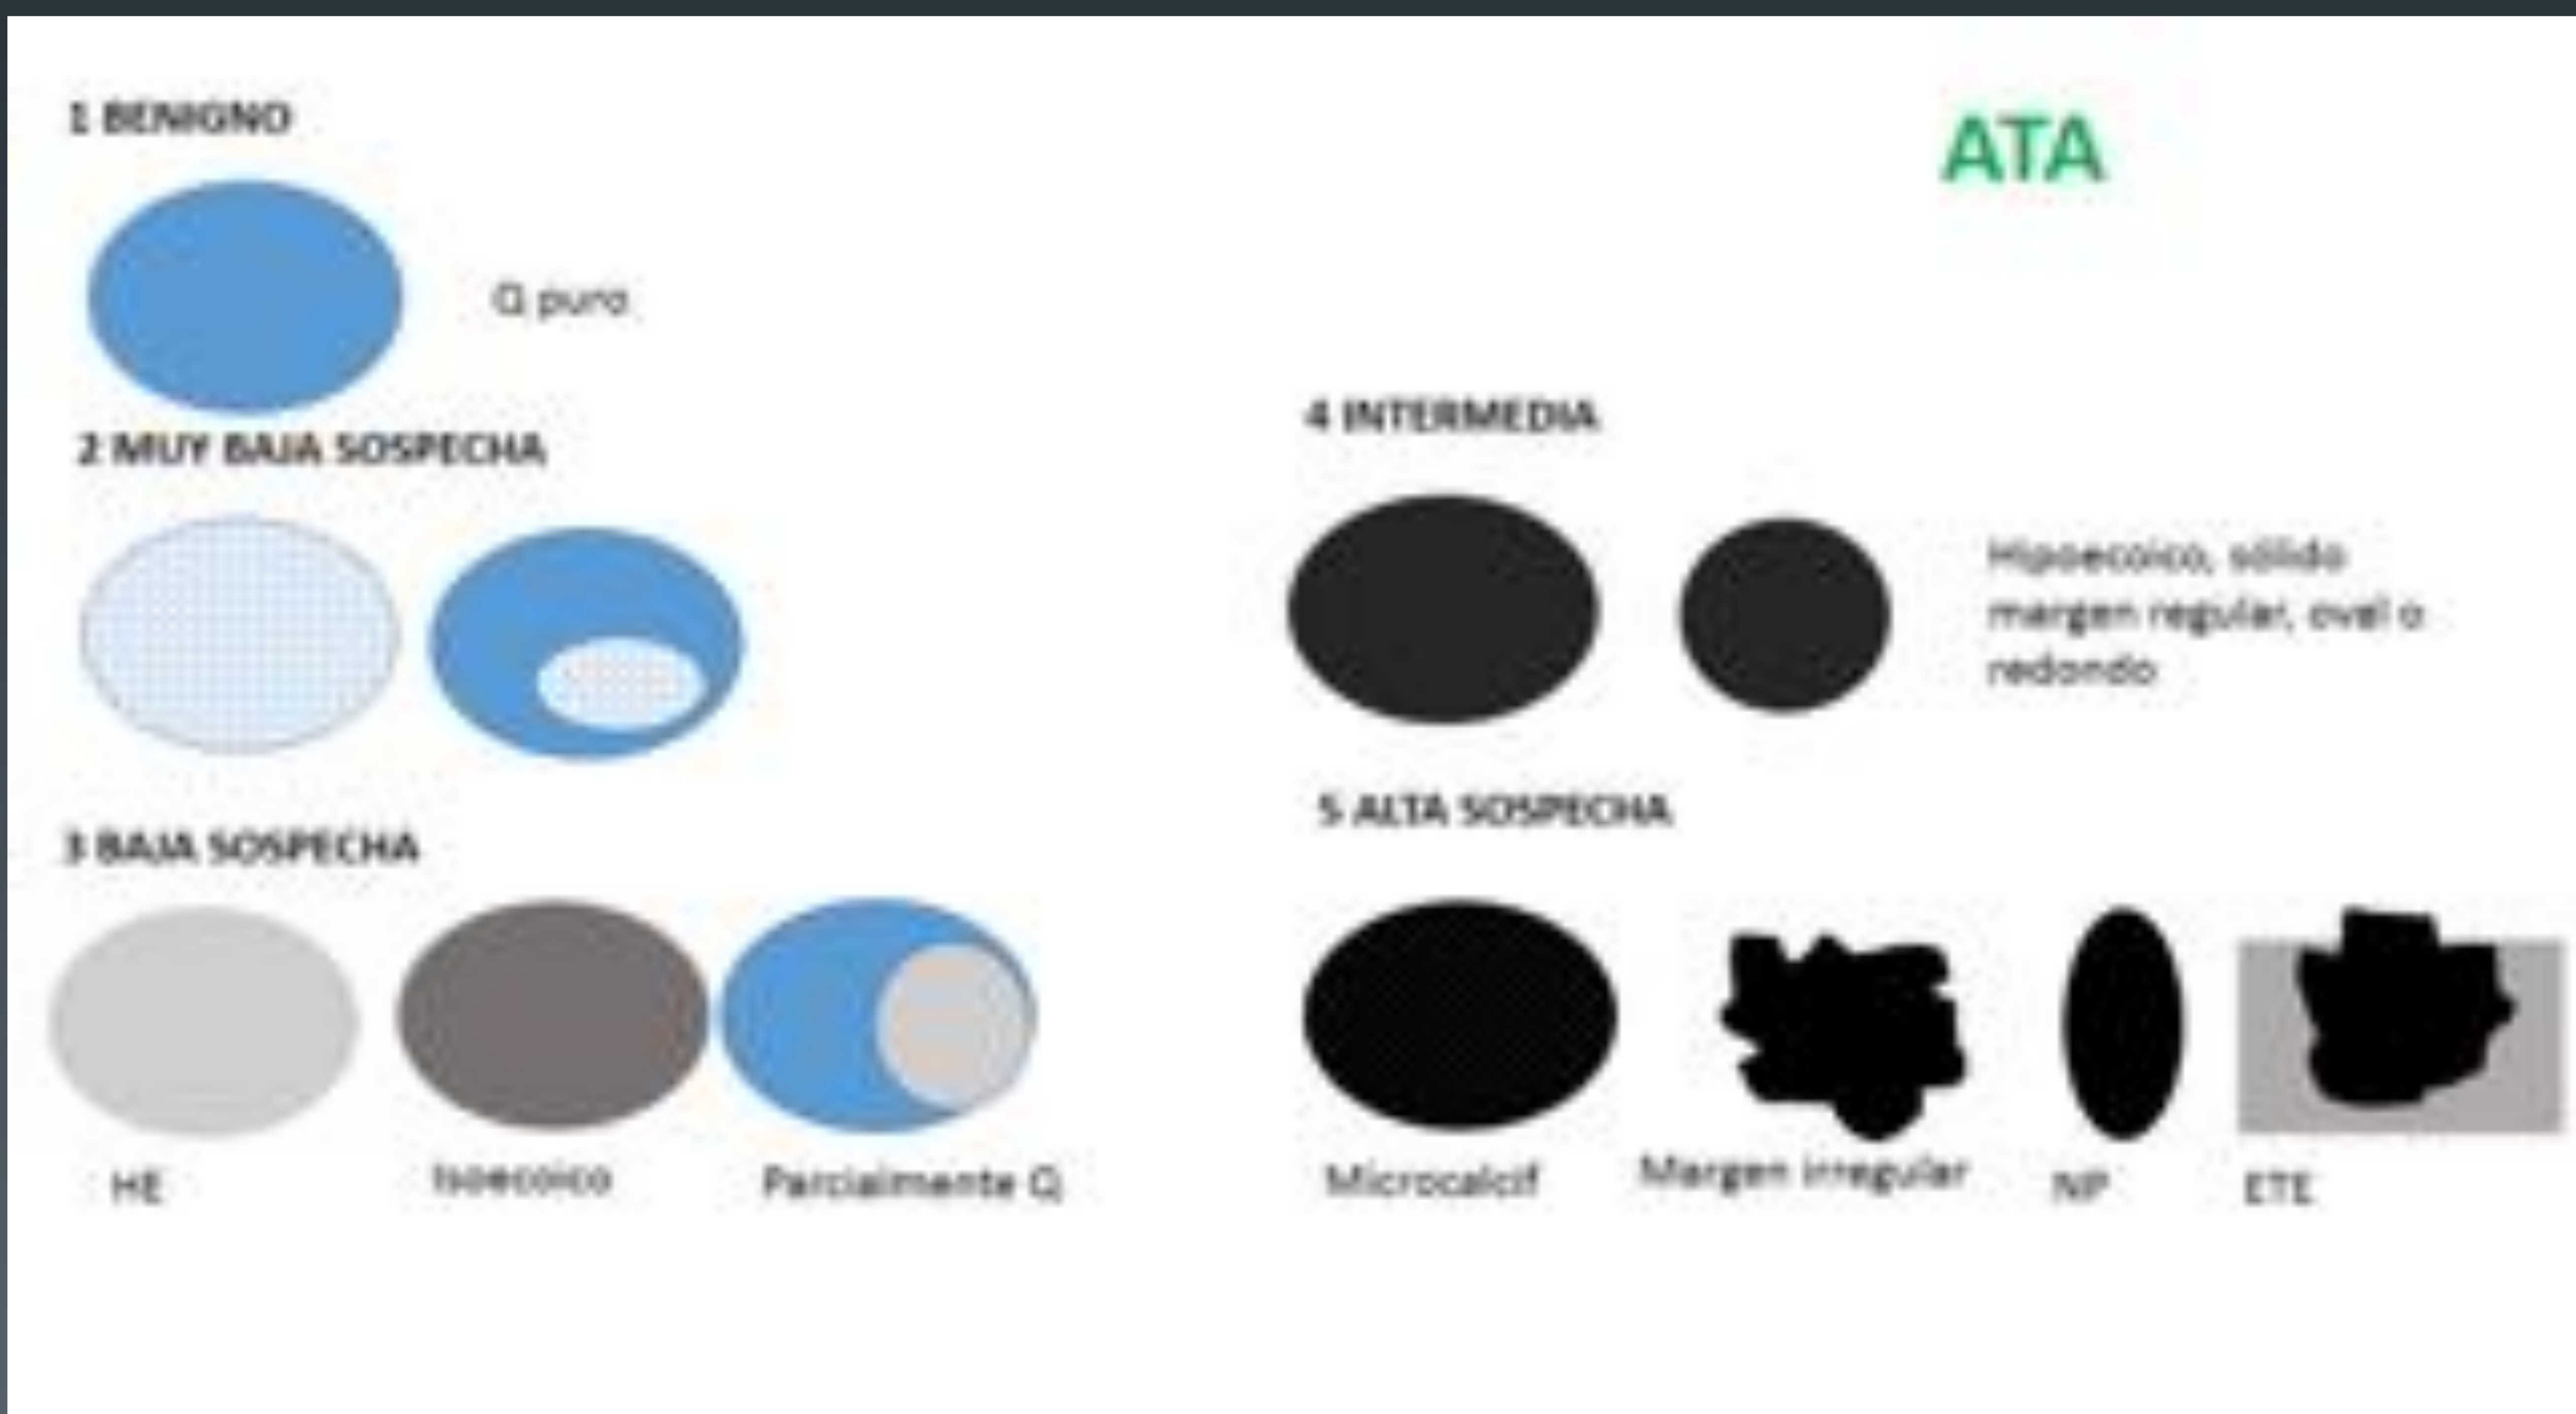 1 BENIGNO
Q puro
2 MUY BAJA SOSPECHA
3 BAJA SOSPECHA
HE
Isoecoico
Parcialmente Q
ATA
4 INTERMEDIA
Hipoecoico, sólido
margen regular, oval o
redondo
5 ALTA SOSPECHA
Microcalcif
Margen irregular
NP
ETE